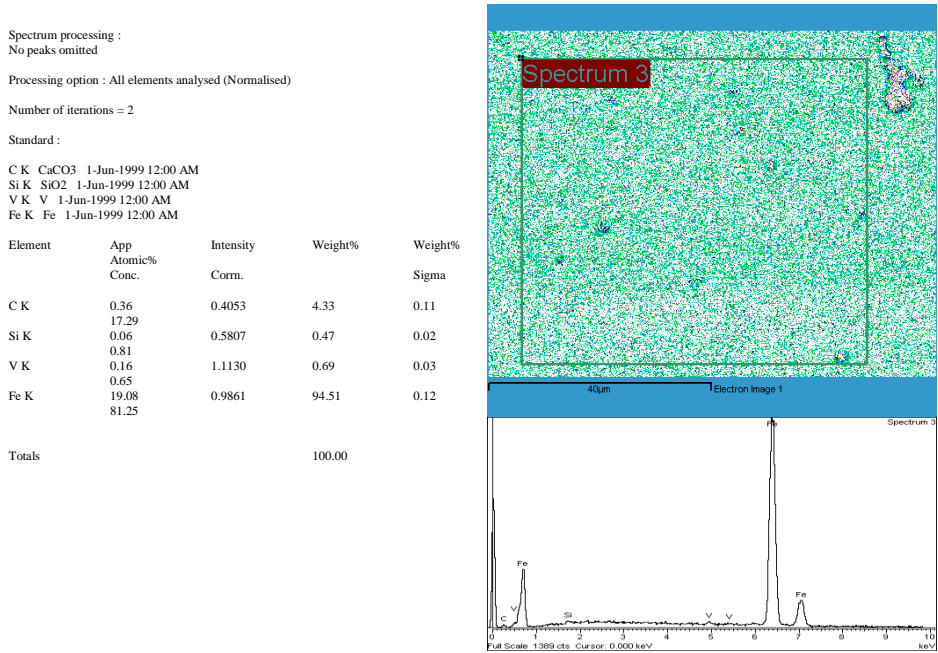 Spectrum processing :
No peaks omitted
Processing option : All elements analysed (Normalised)
Number of iterations = 2
Standard :
C K CaCO3 1-Jun-1999 12:00 AM
Si K SiO2 1-Jun-1999 12:00 AM
V K V 1-Jun-1999 12:00 AM
Fe K Fe 1-Jun-1999 12:00 AM
Element App Intensity Weight% Weight%
Atomic%
Conc. Corrn. Sigma
C K 0.36 0.4053 4.33 0.11
17.29
Si K 0.06 0.5807 0.47 0.02
0.81
V K 0.16 1.1130 0.69 0.03
0.65
Fe K 19.08 0.9861 94.51 0.12
81.25
Totals 100.00
Spectrum 3
40µm Electron Image 1
Spectrum 3
Fe
Fe
Fe
C V Si V V
0 1 2 3 4 5 6 7 8 9 10
Full Scale 1389 cts Cursor: 0.000 keV keV